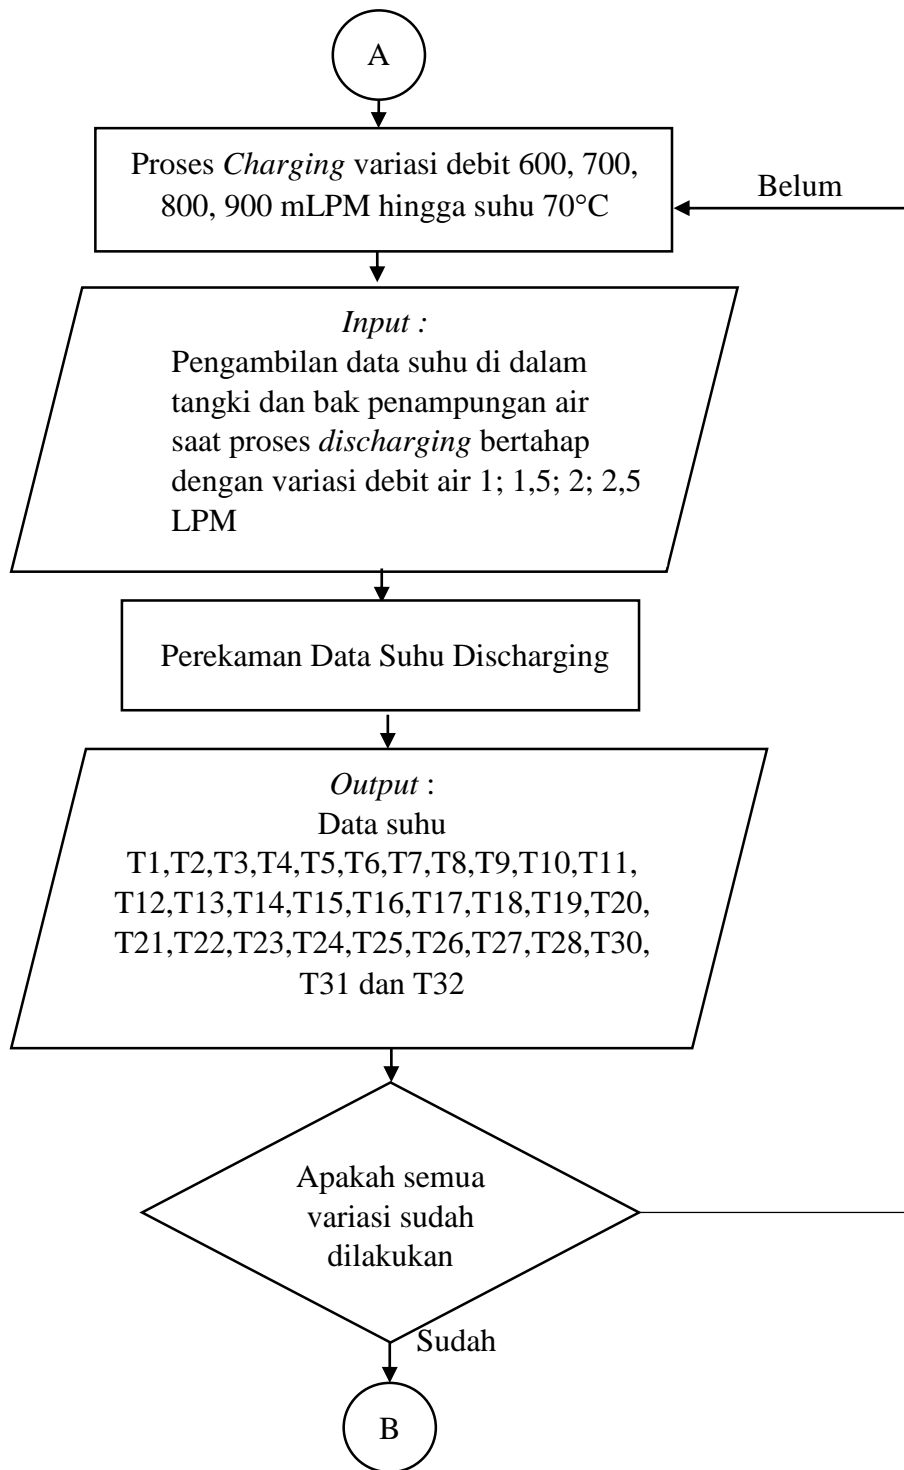 A
Proses Charging variasi debit 600, 700,
800, 900 mLPM hingga suhu 70°C
Belum
Input :
Pengambilan data suhu di dalam
tangki dan bak penampungan air
saat proses discharging bertahap
dengan variasi debit air 1; 1,5; 2; 2,5
LPM
Perekaman Data Suhu Discharging
Output :
Data suhu
T1,T2,T3,T4,T5,T6,T7,T8,T9,T10,T11,
T12,T13,T14,T15,T16,T17,T18,T19,T20,
T21,T22,T23,T24,T25,T26,T27,T28,T30,
T31 dan T32
Apakah semua
variasi sudah
dilakukan
Sudah
B